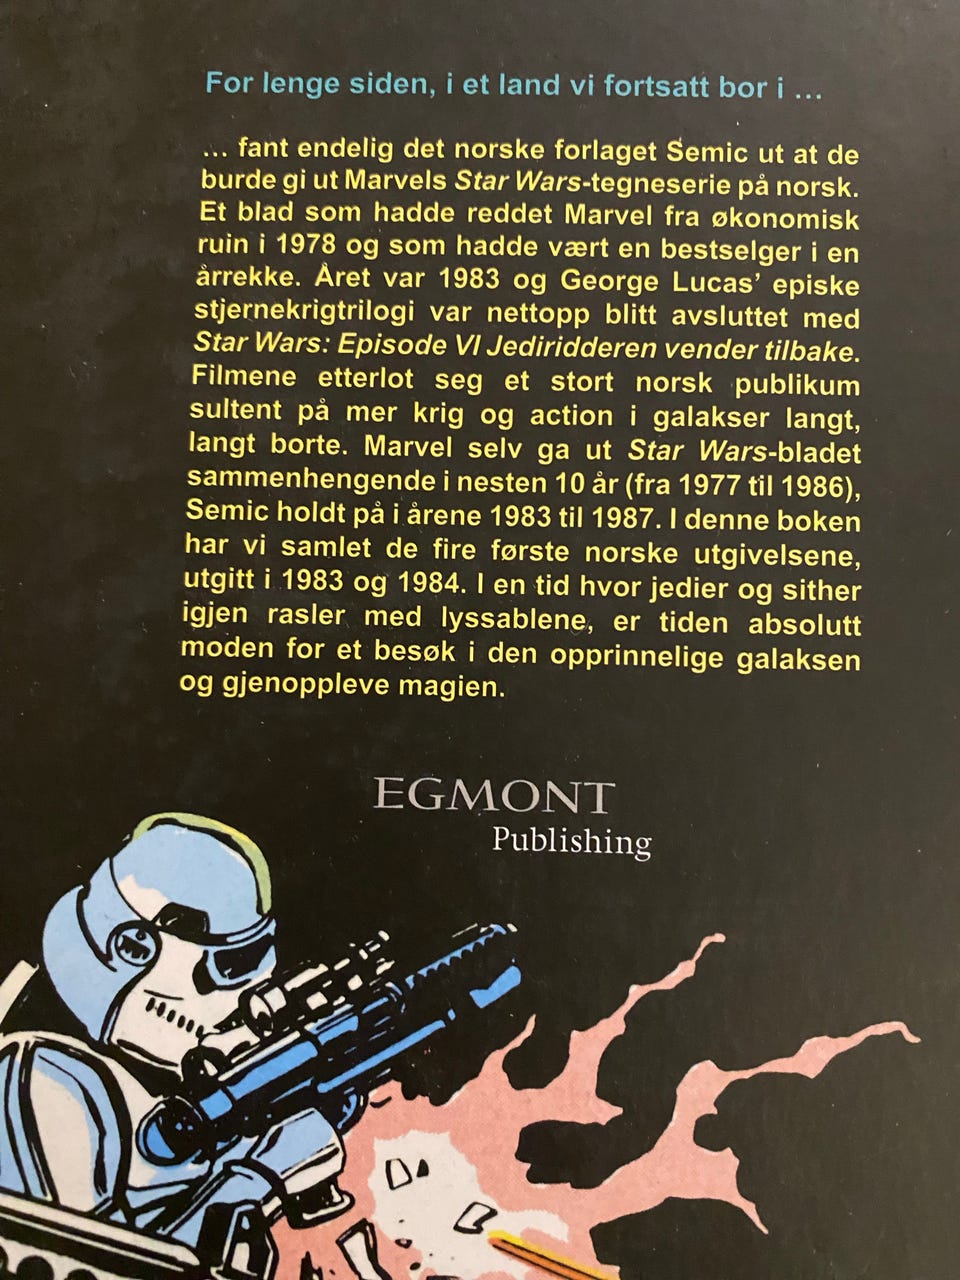 For lenge siden, i et land vi fortsatt bor i ...
... fant endelig det norske forlaget Semic ut at de
burde gi ut Marvels Star Wars-tegneserie på norsk.
Et blad som hadde reddet Marvel fra økonomisk
ruin i 1978 og som hadde vært en bestselger i en
årrekke. Året var 1983 og George Lucas’ episke
stjernekrigtrilogi var nettopp blitt avsluttet med
Star Wars: Episode VI Jediridderen vender tilbake.
Filmene etterlot seg et stort norsk publikum
sultent på mer krig og action i galakser langt,
langt borte. Marvel selv ga ut Star Wars-bladet
sammenhengende i nesten 10 år (fra 1977 til 1986),
Semic holdt på i årene 1983 til 1987. I denne boken
har vi samlet de fire første norske utgivelsene,
utgitt i 1983 og 1984. I en tid hvor jedier og sither
igjen rasler med lyssablene, er tiden absolutt
moden for et besøk i den opprinnelige galaksen
og gjenoppleve magien.
EGMONT
Publishing